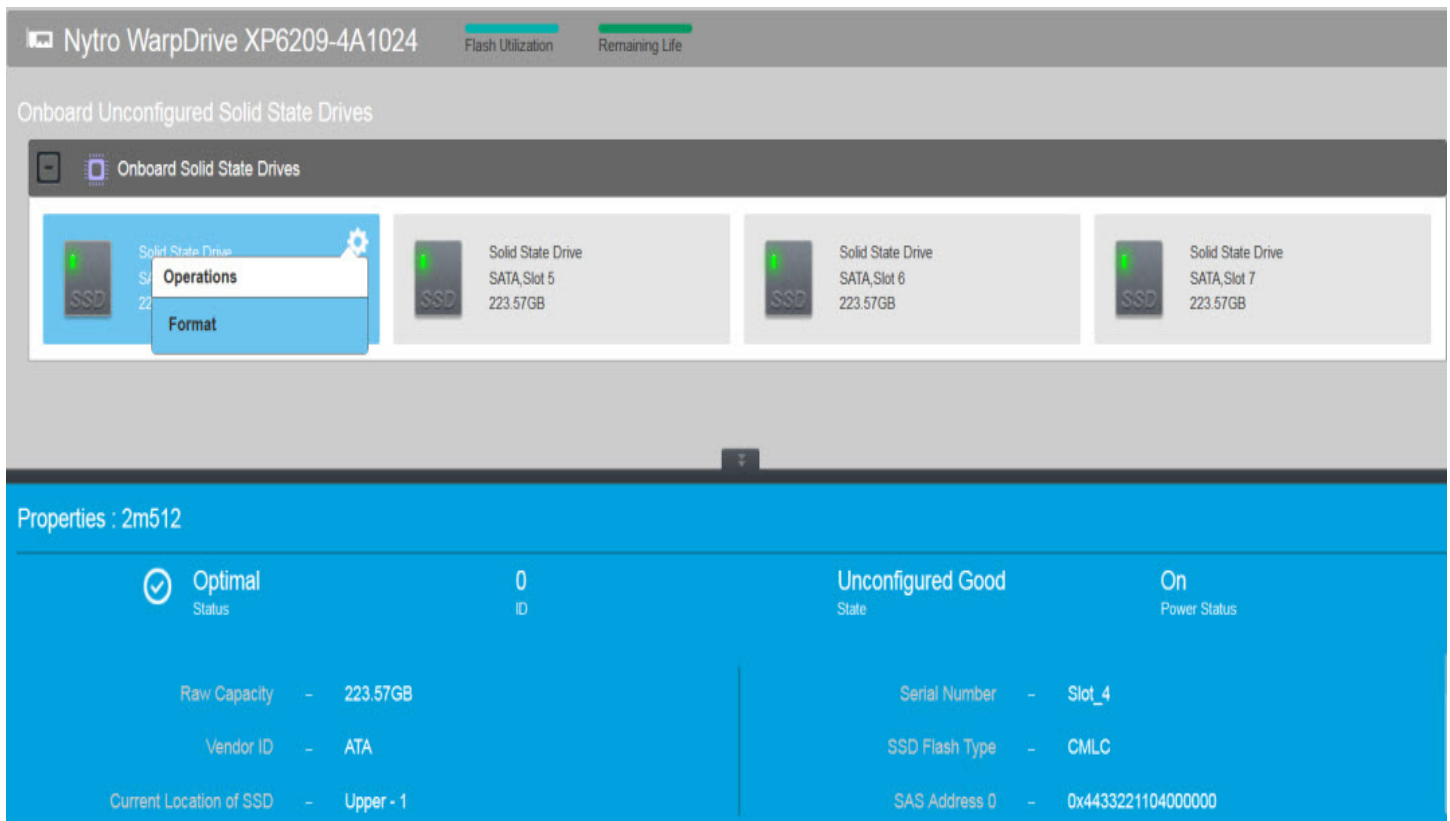 Nytro WarpDrive XP6209-4A1024
Flash Utilization
Remaining Life
Onboard Unconfigured Solid State Drives
Onboard Solid State Drives
Solid State Drive
Operations
Format
SSD
Solid State Drive
SATA,Slot 5
223.57GB
SSD
Solid State Drive
SATA,Slot 6
223.57GB
SSD
Solid State Drive
SATA,Slot 7
223.57GB
SSD
Properties : 2m512
Optimal
Status
0
ID
Unconfigured Good
State
On
Power Status
Raw Capacity – 223.57GB
Serial Number – Slot_4
Vendor ID – ATA
SSD Flash Type – CMLC
Current Location of SSD – Upper - 1
SAS Address 0 – 0x4433221104000000